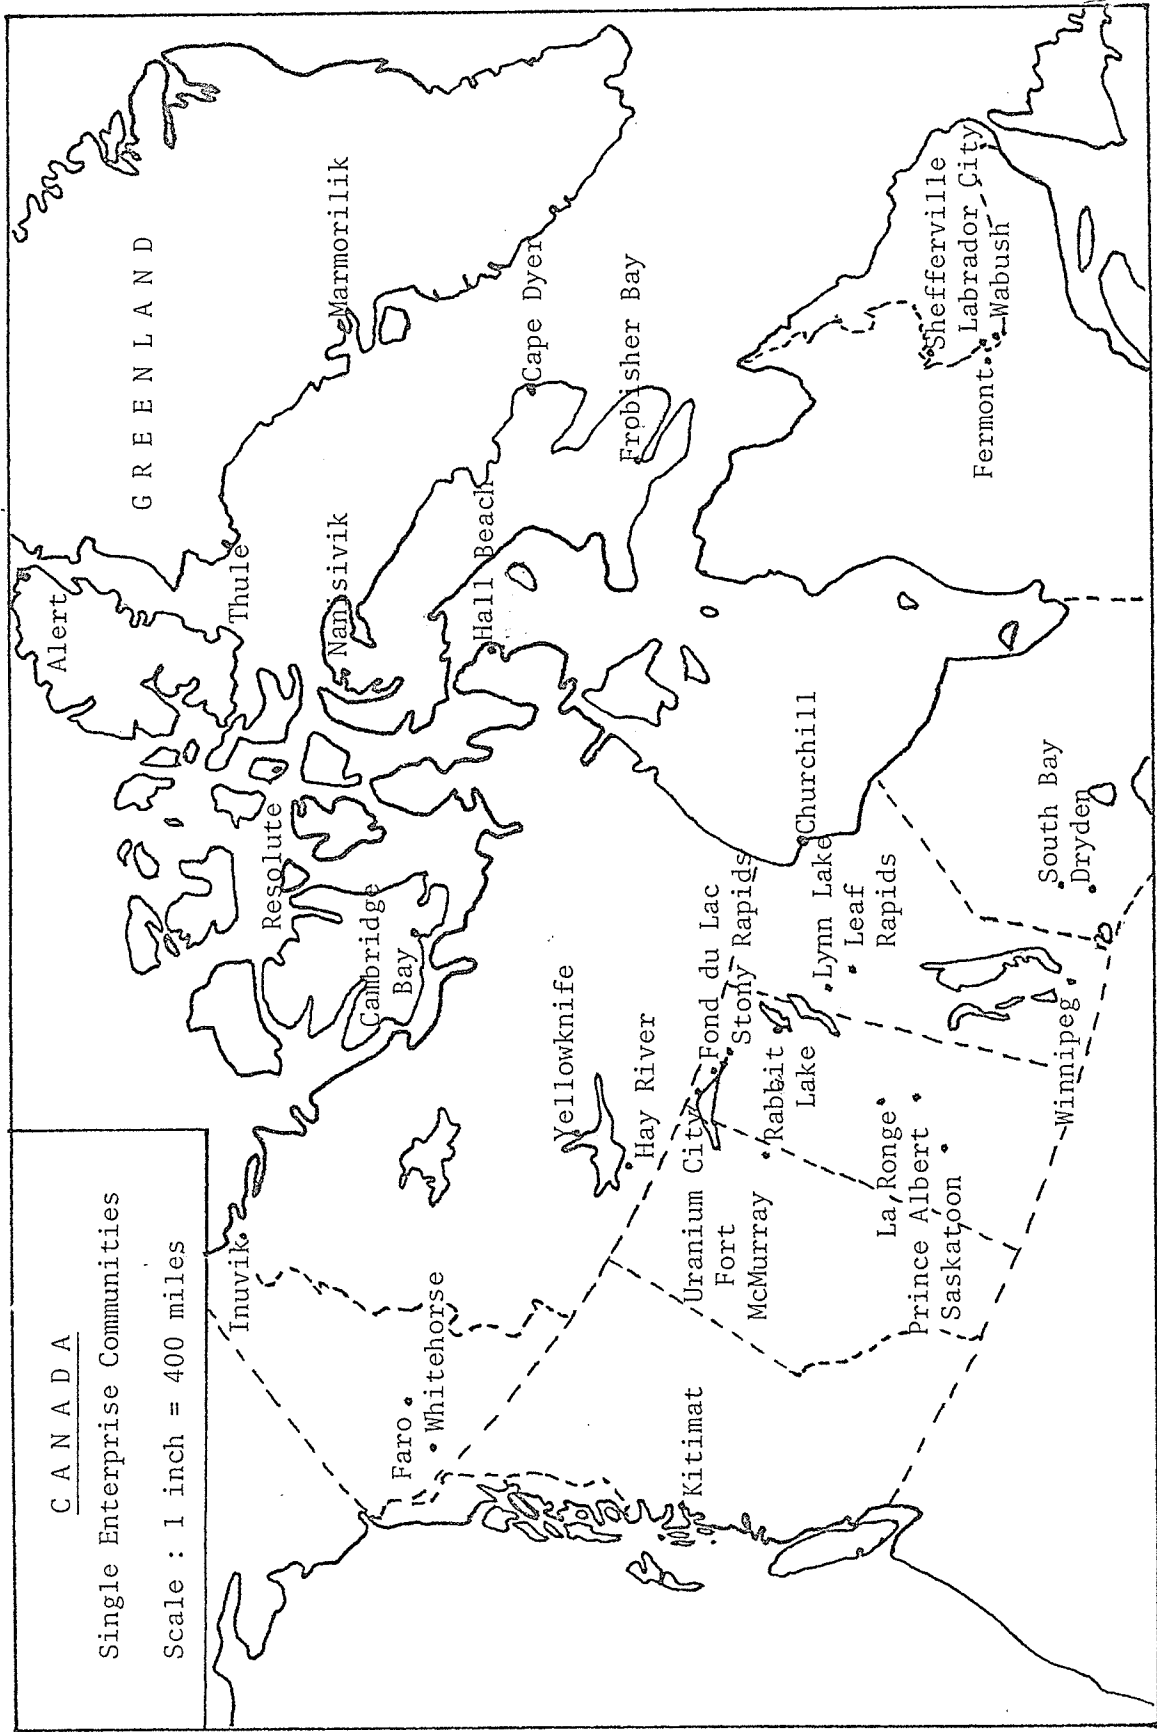 C A N A D A
Single Enterprise Communities
Scale : 1 inch = 400 miles
G R E E N L A N D
Alert
Thule
Marmorilik
Nanisivik
Resolute
Cambridge
Bay
Hall Beach
Cape Dyer
Frobisher Bay
Inuvik
Faro
Whitehorse
Yellowknife
Hay River
Kitimat
Uranium City
Fort
McMurray
Fond du Lac
Stony Rapids
Rabbit
Lake
Churchill
Lynn Lake
Leaf
Rapids
La Ronge
Prince Albert
Saskatoon
Winnipeg
South Bay
Dryden
Shefferville
Labrador City
Wabush
Fermont